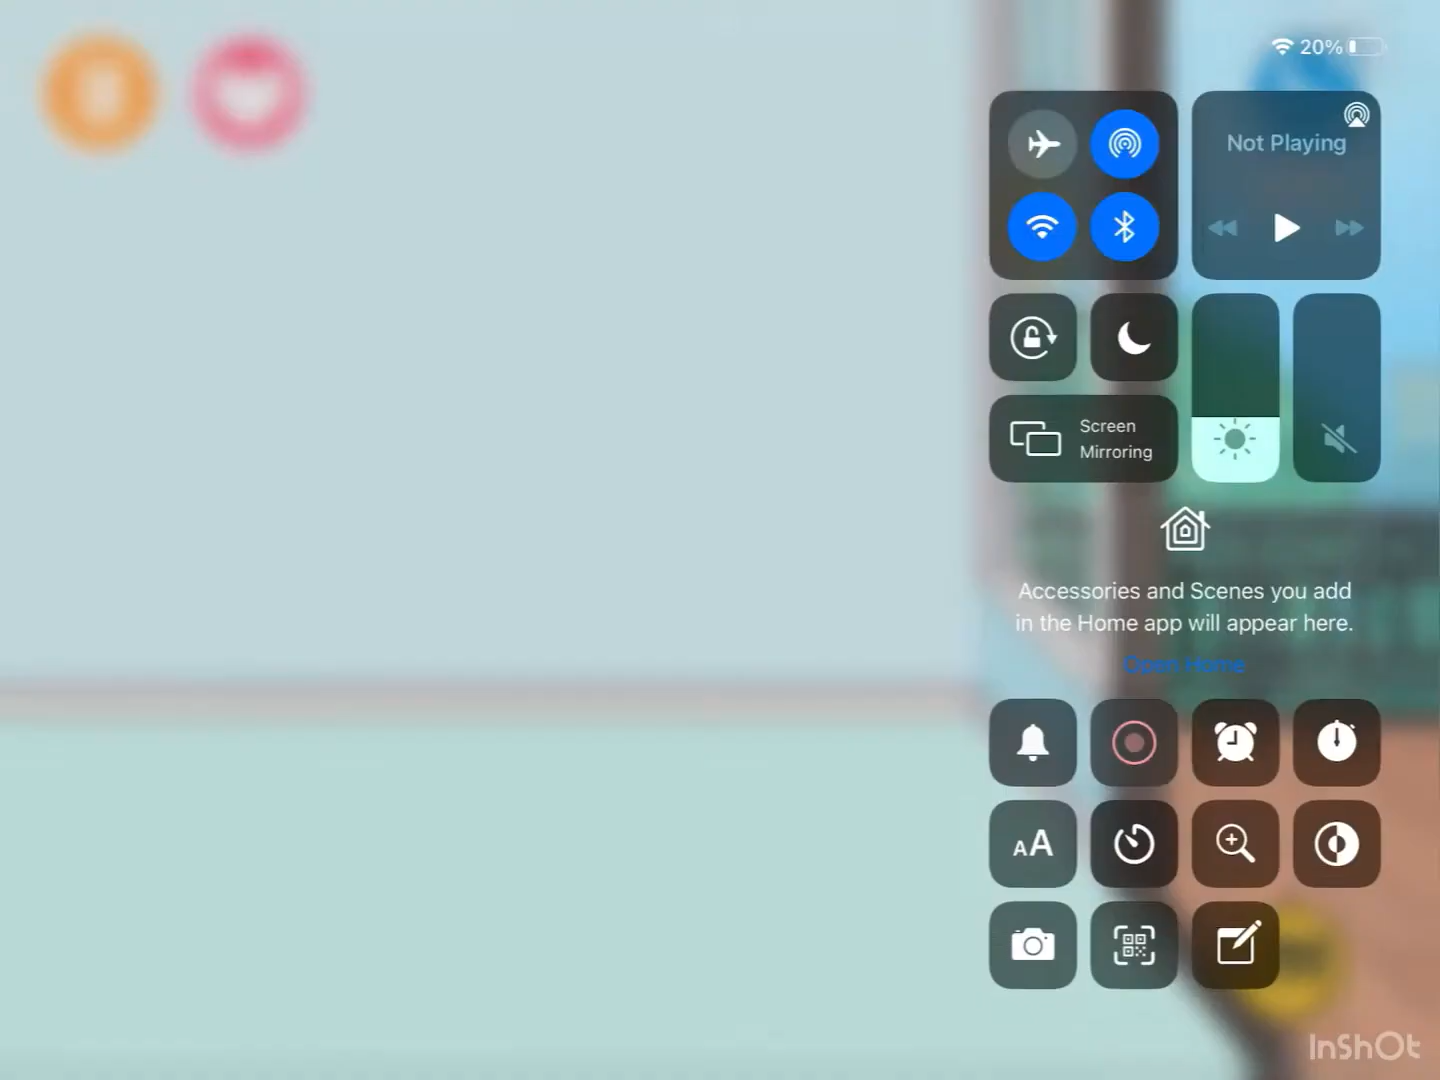 20%
Not Playing
Screen
Mirroring
Accessories and Scenes you add
in the Home app will appear here.
Open Home
AA
InShOt